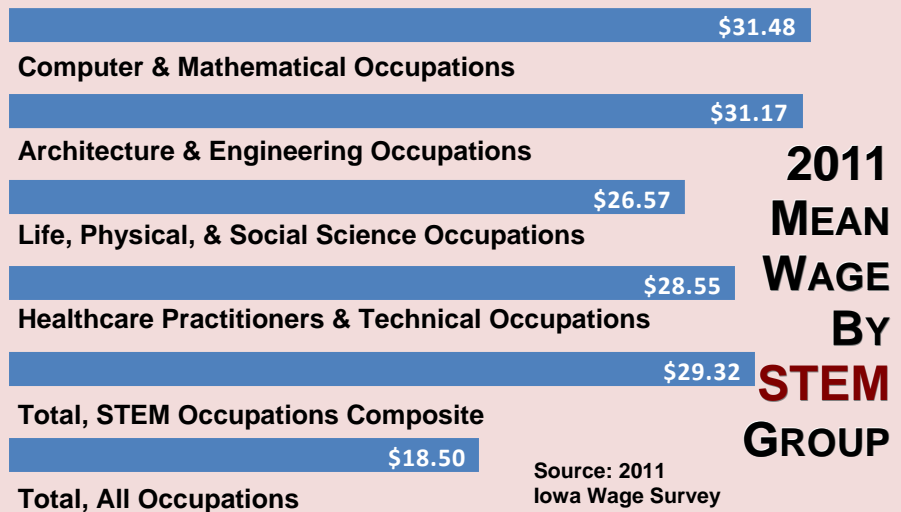 $31.48
Computer & Mathematical Occupations
$31.17
Architecture & Engineering Occupations
$26.57
Life, Physical, & Social Science Occupations
$28.55
Healthcare Practitioners & Technical Occupations
$29.32
Total, STEM Occupations Composite
$18.50
Total, All Occupations
2011
MEAN
WAGE
BY
STEM
GROUP
Source: 2011
Iowa Wage Survey